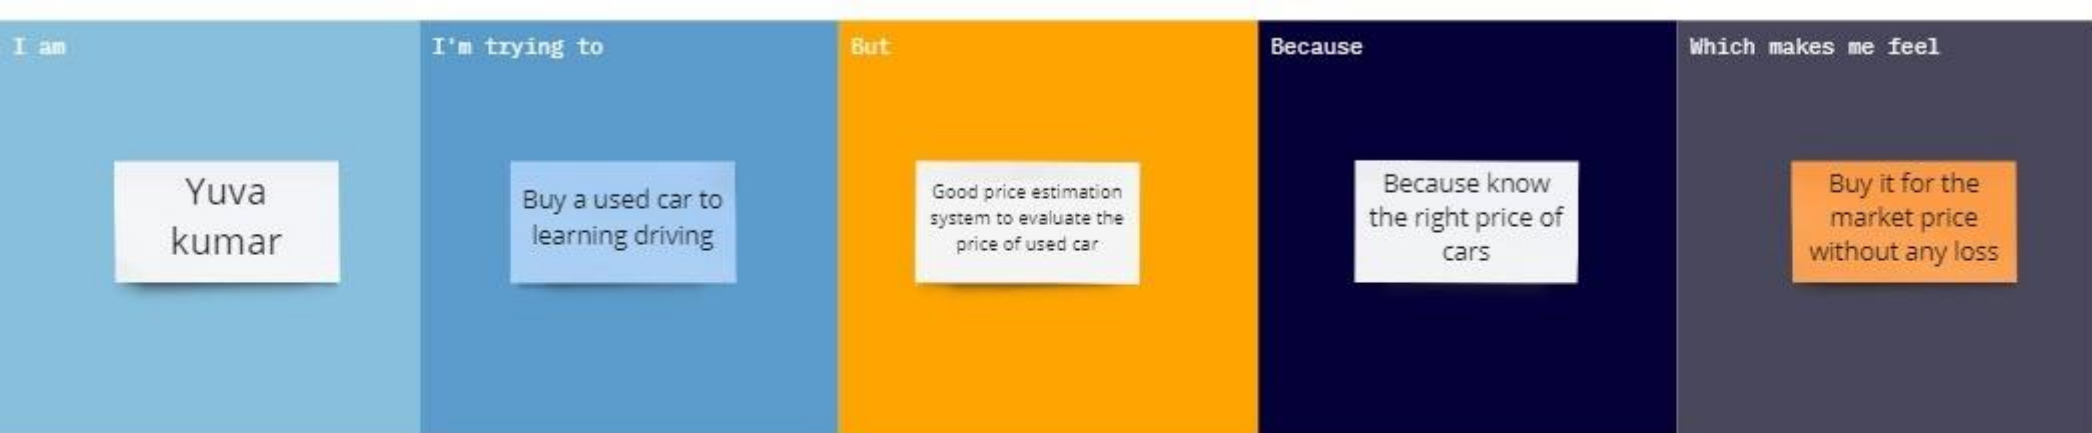 I am
Yuva
kumar
I'm trying to
Buy a used car to
learning driving
But
Good price estimation
system to evaluate the
price of used car
Because
Because know
the right price of
cars
Which makes me feel
Buy it for the
market price
without any loss